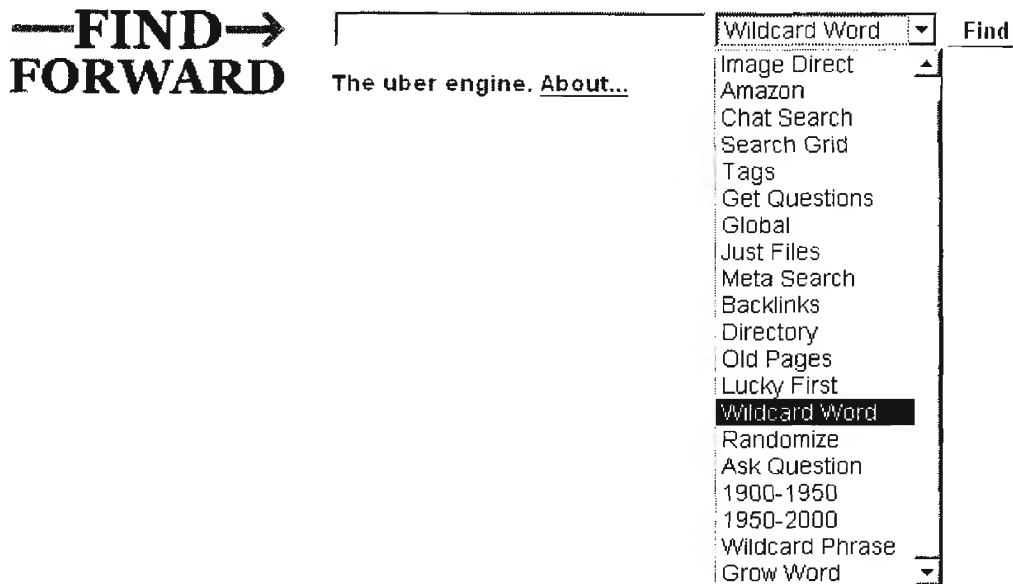 FIND
FORWARD
Wildcard Word
Find
The uber engine. About...
Image Direct
Amazon
Chat Search
Search Grid
Tags
Get Questions
Global
Just Files
Meta Search
Backlinks
Directory
Old Pages
Lucky First
Wildcard Word
Randomize
Ask Question
1900-1950
1950-2000
Wildcard Phrase
Grow Word